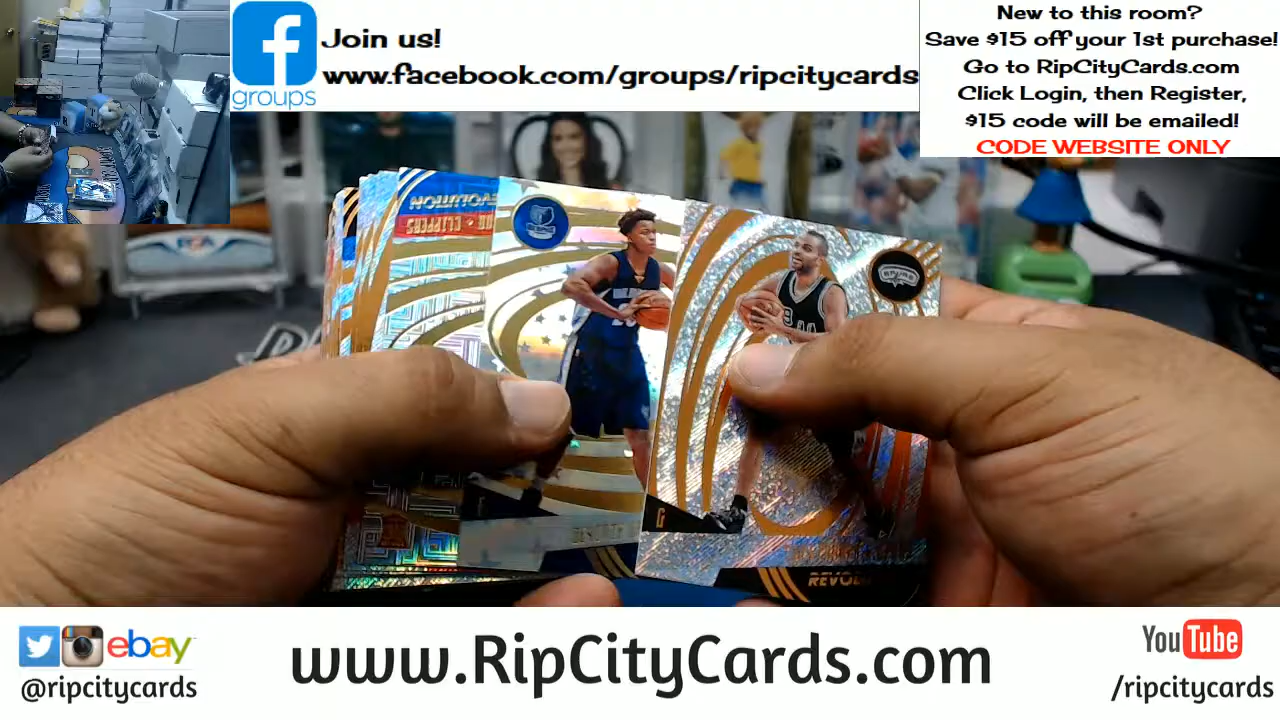 Join us!
www.facebook.com/groups/ripcitycards
groups
New to this room?
Save $15 off your 1st purchase!
Go to RipCityCards.com
Click Login, then Register,
$15 code will be emailed!
CODE WEBSITE ONLY
CLIPPERS
SPURS
G
REVOL
ebay
@ripcitycards
www.RipCityCards.com
YouTube
/ripcitycards